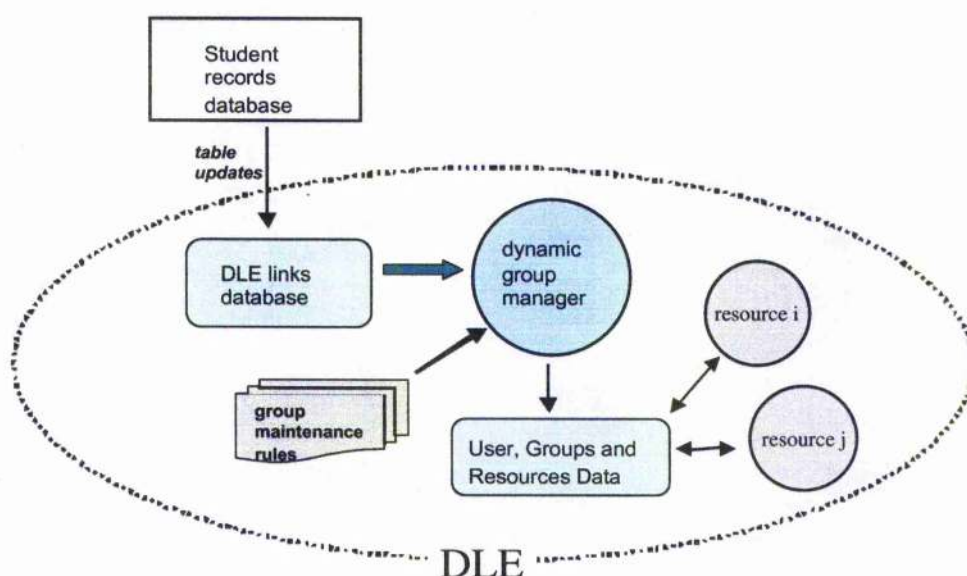 Student
records
database
table
updates
DLE links
database
dynamic
group
manager
resource i
group
maintenance
rules
User, Groups and
Resources Data
resource j
DLE